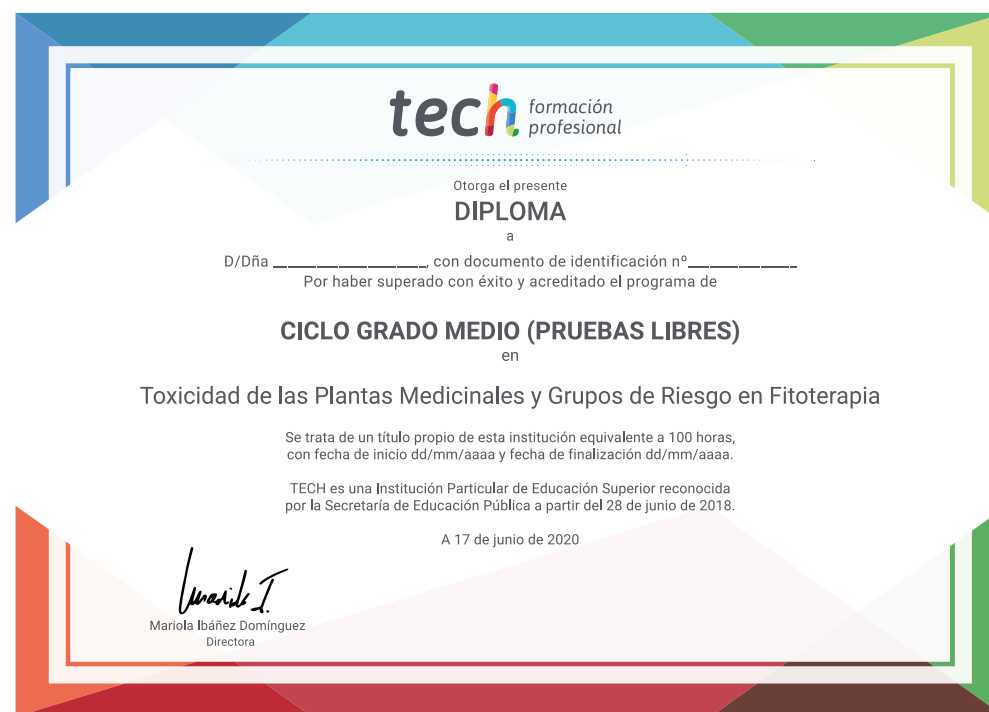 tech formación
profesional
Otorga el presente
DIPLOMA
a
D/Dña ____________________, con documento de identificación nº______________
Por haber superado con éxito y acreditado el programa de
CICLO GRADO MEDIO (PRUEBAS LIBRES)
en
Toxicidad de las Plantas Medicinales y Grupos de Riesgo en Fitoterapia
Se trata de un título propio de esta institución equivalente a 100 horas,
con fecha de inicio dd/mm/aaaa y fecha de finalización dd/mm/aaaa.
TECH es una Institución Particular de Educación Superior reconocida
por la Secretaría de Educación Pública a partir del 28 de junio de 2018.
A 17 de junio de 2020
Mariola Ibáñez Domínguez
Directora